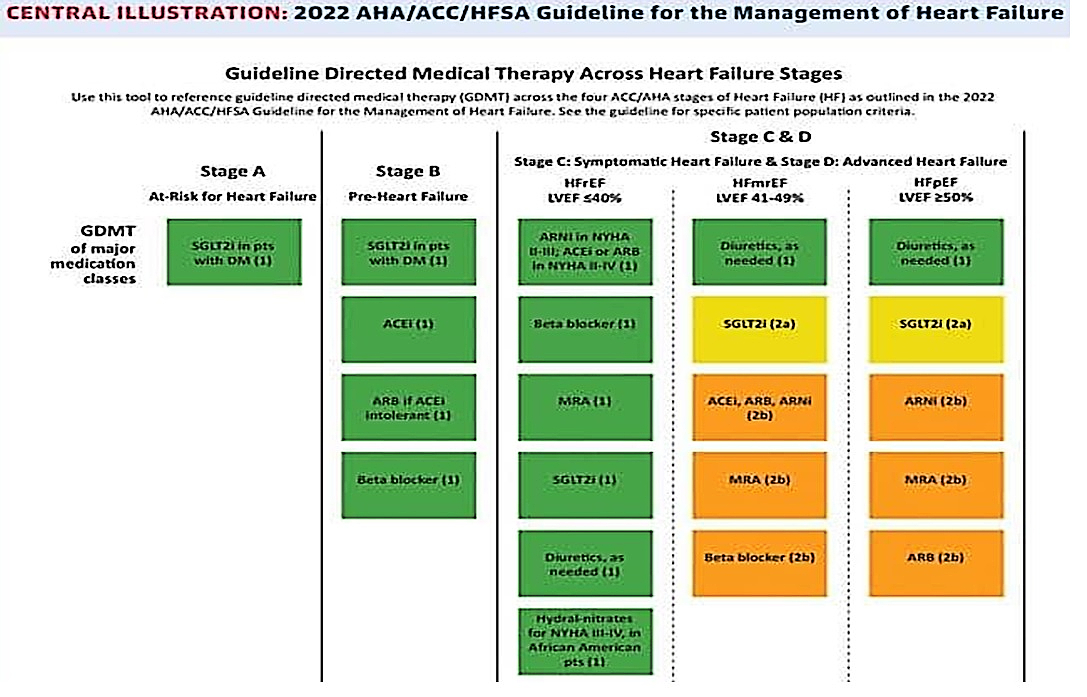 CENTRAL ILLUSTRATION: 2022 AHA/ACC/HFSA Guideline for the Management of Heart Failure
Guideline Directed Medical Therapy Across Heart Failure Stages
Use this tool to reference guideline directed medical therapy (GDMT) across the four ACC/AHA stages of Heart Failure (HF) as outlined in the 2022
AHA/ACC/HFSA Guideline for the Management of Heart Failure. See the guideline for specific patient population criteria.
Stage C & D
Stage C: Symptomatic Heart Failure & Stage D: Advanced Heart Failure
Stage A
At-Risk for Heart Failure
Stage B
Pre-Heart Failure
HFrEF
LVEF ≤40%
HFmrEF
LVEF 41-49%
HFpEF
LVEF ≥50%
GDMT
of major
medication
classes
SGLT2i in pts
with DM (1)
SGLT2i in pts
with DM (1)
ACEi (1)
ARB if ACEi
intolerant (1)
Beta blocker (1)
ARNi in NYHA
II-III; ACEi or ARB
in NYHA II-IV (1)
Beta blocker (1)
MRA (1)
SGLT2i (1)
Diuretics, as
needed (1)
Hydral-nitrates
for NYHA III-IV, in
African American
pts (1)
Diuretics, as
needed (1)
SGLT2i (2a)
ACEi, ARB, ARNi
(2b)
MRA (2b)
Beta blocker (2b)
Diuretics, as
needed (1)
SGLT2i (2a)
ARNi (2b)
MRA (2b)
ARB (2b)